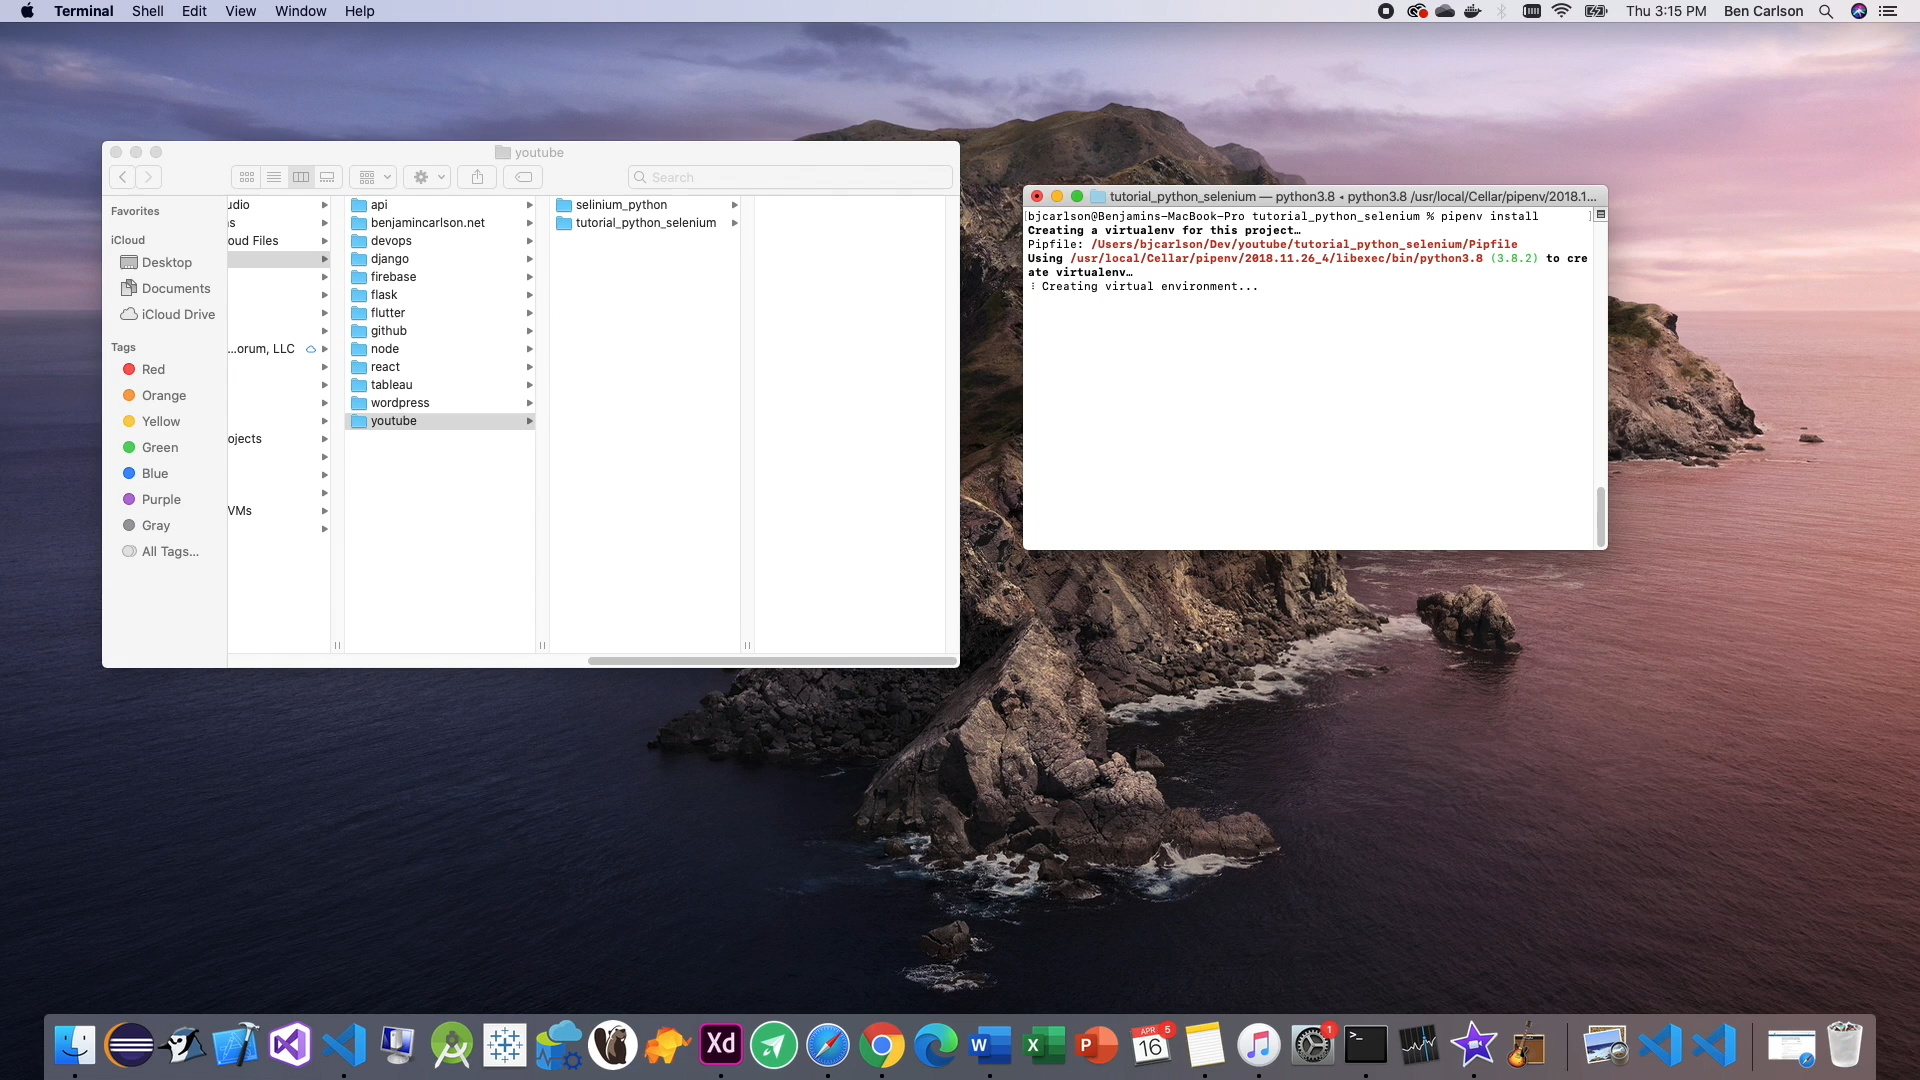 Terminal Shell Edit View Window Help
Thu 3:15 PM Ben Carlson
youtube
Search
Favorites
iCloud
Desktop
Documents
iCloud Drive
Tags
Red
Orange
Yellow
Green
Blue
Purple
Gray
All Tags...
udio
ns
oud Files
...orum, LLC
ojects
VMs
api
benjamincarlson.net
devops
django
firebase
flask
flutter
github
node
react
tableau
wordpress
youtube
selinium_python
tutorial_python_selenium
tutorial_python_selenium — python3.8 ◂ python3.8 /usr/local/Cellar/pipenv/2018.1...
[bjcarlson@Benjamins-MacBook-Pro tutorial_python_selenium % pipenv install ]
Creating a virtualenv for this project…
Pipfile: /Users/bjcarlson/Dev/youtube/tutorial_python_selenium/Pipfile
Using /usr/local/Cellar/pipenv/2018.11.26_4/libexec/bin/python3.8 (3.8.2) to cre
ate virtualenv…
⠸ Creating virtual environment...
Xd
W
X
P
APR 5
16
1
>_